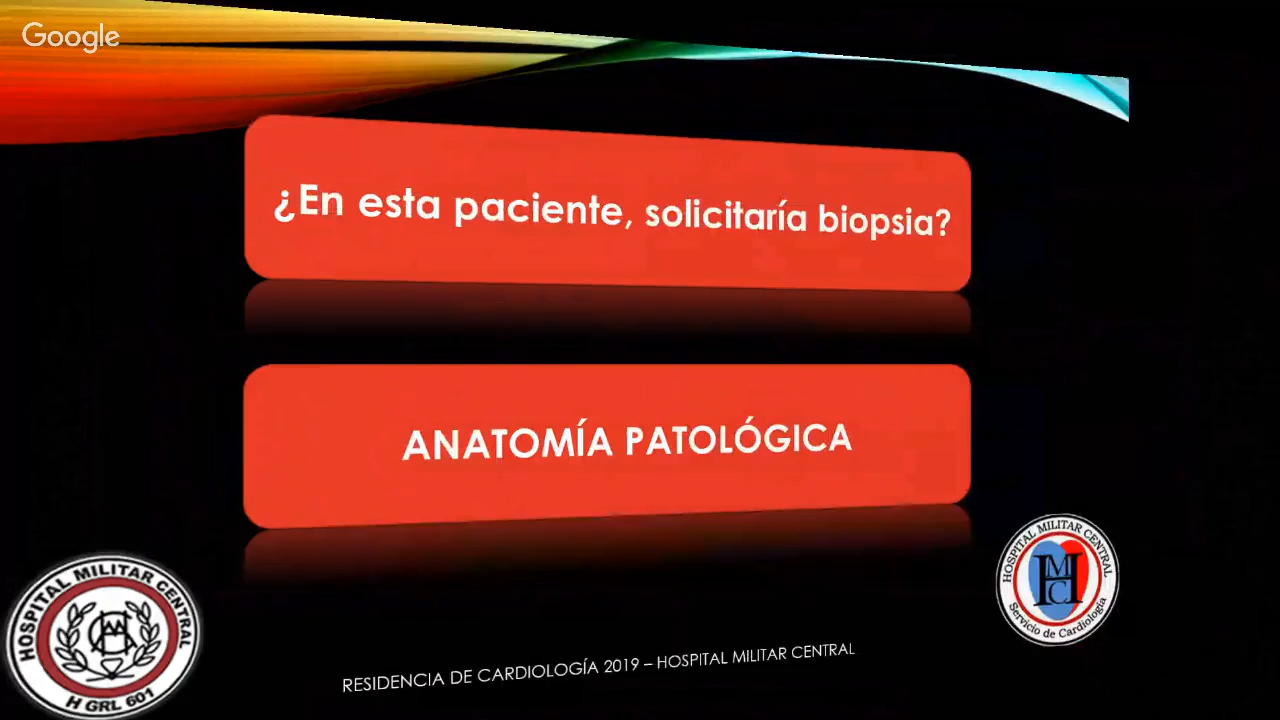 Google
¿En esta paciente, solicitaría biopsia?
ANATOMÍA PATOLÓGICA
HOSPITAL MILITAR CENTRAL
H GRL 601
HOSPITAL MILITAR CENTRAL
HMC
Servicio de Cardiología
RESIDENCIA DE CARDIOLOGÍA 2019 – HOSPITAL MILITAR CENTRAL